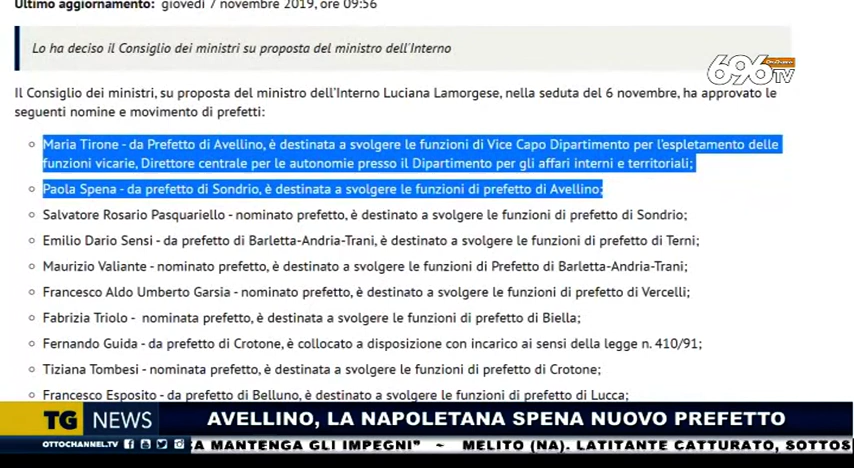 Ultimo aggiornamento: giovedì 7 novembre 2019, ore 09:56
Lo ha deciso il Consiglio dei ministri su proposta del ministro dell'Interno
696 TV
Il Consiglio dei ministri, su proposta del ministro dell'Interno Luciana Lamorgese, nella seduta del 6 novembre, ha approvato le
seguenti nomine e movimento di prefetti:
Maria Tirone - da Prefetto di Avellino, è destinata a svolgere le funzioni di Vice Capo Dipartimento per l'espletamento delle
funzioni vicarie, Direttore centrale per le autonomie presso il Dipartimento per gli affari interni e territoriali;
Paola Spena - da prefetto di Sondrio, è destinata a svolgere le funzioni di prefetto di Avellino;
Salvatore Rosario Pasquariello - nominato prefetto, è destinato a svolgere le funzioni di prefetto di Sondrio;
Emilio Dario Sensi - da prefetto di Barletta-Andria-Trani, è destinato a svolgere le funzioni di prefetto di Terni;
Maurizio Valiante - nominato prefetto, è destinato a svolgere le funzioni di Prefetto di Barletta-Andria-Trani;
Francesco Aldo Umberto Garsia - nominato prefetto, è destinato a svolgere le funzioni di prefetto di Vercelli;
Fabrizia Triolo - nominata prefetto, è destinata a svolgere le funzioni di prefetto di Biella;
Fernando Guida - da prefetto di Crotone, è collocato a disposizione con incarico ai sensi della legge n. 410/91;
Tiziana Tombesi - nominata prefetto, è destinata a svolgere le funzioni di prefetto di Crotone;
Francesco Esposito - da prefetto di Belluno, è destinato a svolgere le funzioni di prefetto di Lucca;
TG NEWS AVELLINO, LA NAPOLETANA SPENA NUOVO PREFETTO
OTTOCHANNEL.TV CA MANTENGA GLI IMPEGNI" ~ MELITO (NA). LATITANTE CATTURATO, SOTTOS